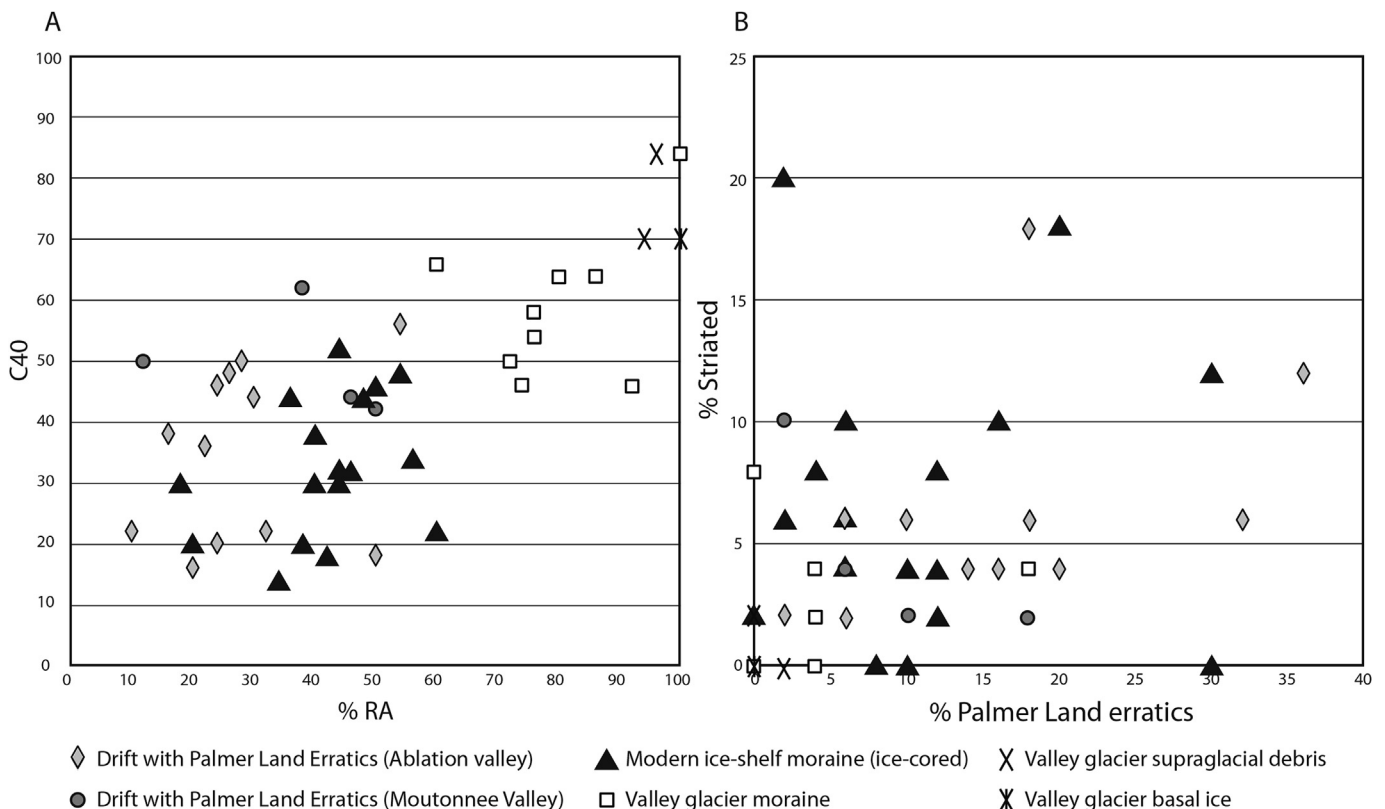 A
B
100
90
80
70
60
50
40
30
20
10
0
C40
0 10 20 30 40 50 60 70 80 90 100
% RA
25
20
15
10
5
0
% Striated
0 5 10 15 20 25 30 35 40
% Palmer Land erratics
Drift with Palmer Land Erratics (Ablation valley)
Modern ice-shelf moraine (ice-cored)
Valley glacier supraglacial debris
Drift with Palmer Land Erratics (Moutonnee Valley)
Valley glacier moraine
Valley glacier basal ice